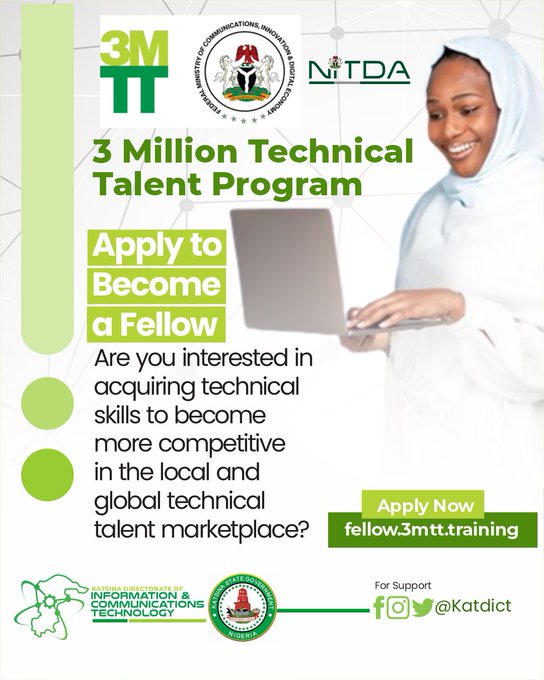 3M
TT
FEDERAL MINISTRY OF COMMUNICATIONS, INNOVATION & DIGITAL ECONOMY
NITDA
3 Million Technical
Talent Program
Apply to
Become
a Fellow
Are you interested in
acquiring technical
skills to become
more competitive
in the local and
global technical
talent marketplace?
Apply Now
fellow.3mtt.training
KATSINA DIRECTORATE OF
INFORMATION &
COMMUNICATIONS
TECHNOLOGY
KATSINA STATE GOVERNMENT
NIGERIA
For Support
@Katdict